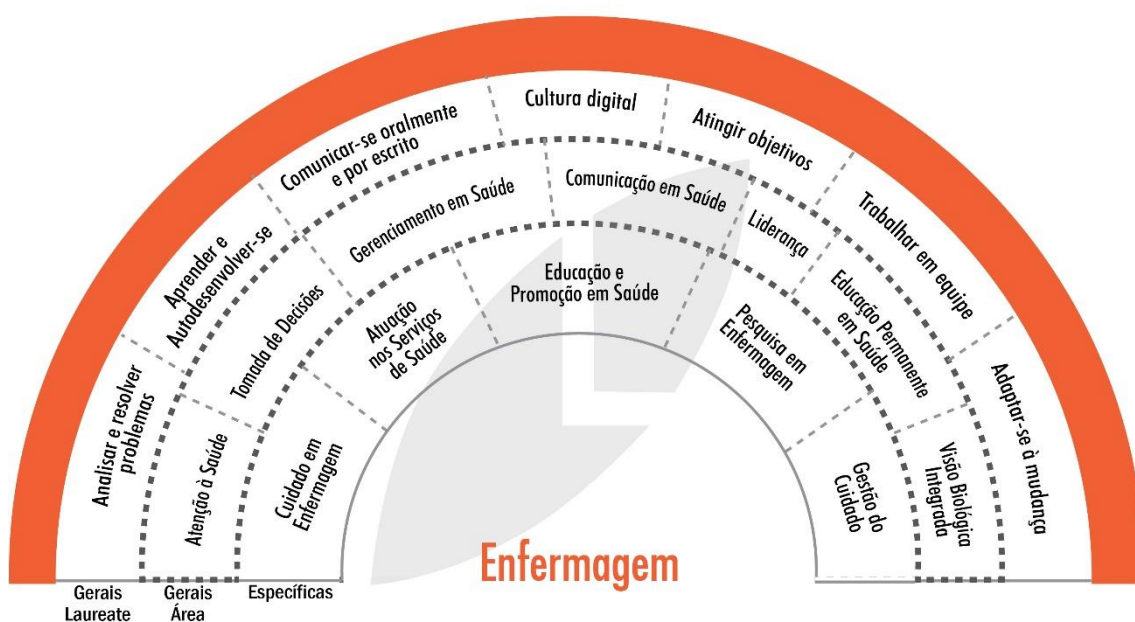 Analisar e resolver
problemas
Aprender e
Autodesenvolver-se
Comunicar-se oralmente
e por escrito
Cultura digital
Atingir objetivos
Trabalhar em equipe
Adaptar-se à mudança
Atenção à Saúde
Tomada de Decisões
Gerenciamento em Saúde
Comunicação em Saúde
Liderança
Educação Permanente
em Saúde
Visão Biológica
Integrada
Cuidado em
Enfermagem
Atuação
nos Serviços
de Saúde
Educação e
Promoção em Saúde
Pesquisa em
Enfermagem
Gestão do
Cuidado
Enfermagem
Gerais
Laureate
Gerais
Área
Específicas